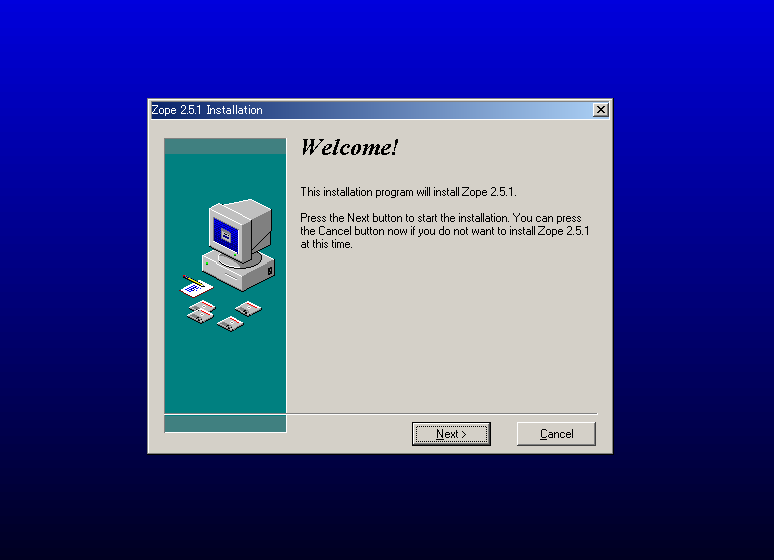 Zope 2.5.1 Installation
Welcome!
This installation program will install Zope 2.5.1.
Press the Next button to start the installation. You can press
the Cancel button now if you do not want to install Zope 2.5.1
at this time.
Next >
Cancel